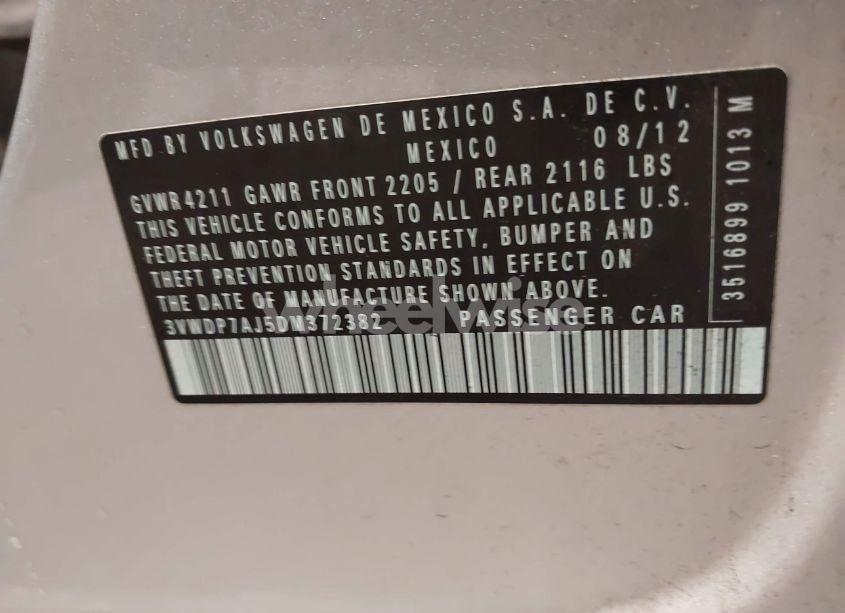 MFD BY VOLKSWAGEN DE MEXICO S.A. DE C.V.
MEXICO 08/12
GVWR 4211 GAWR FRONT 2205 / REAR 2116 LBS
THIS VEHICLE CONFORMS TO ALL APPLICABLE U.S.
FEDERAL MOTOR VEHICLE SAFETY, BUMPER AND
THEFT PREVENTION STANDARDS IN EFFECT ON
THE DATE OF MANUFACTURE SHOWN ABOVE.
3VWDP7AJ5DM372382 PASSENGER CAR
3516899 1013 M
wheelwire